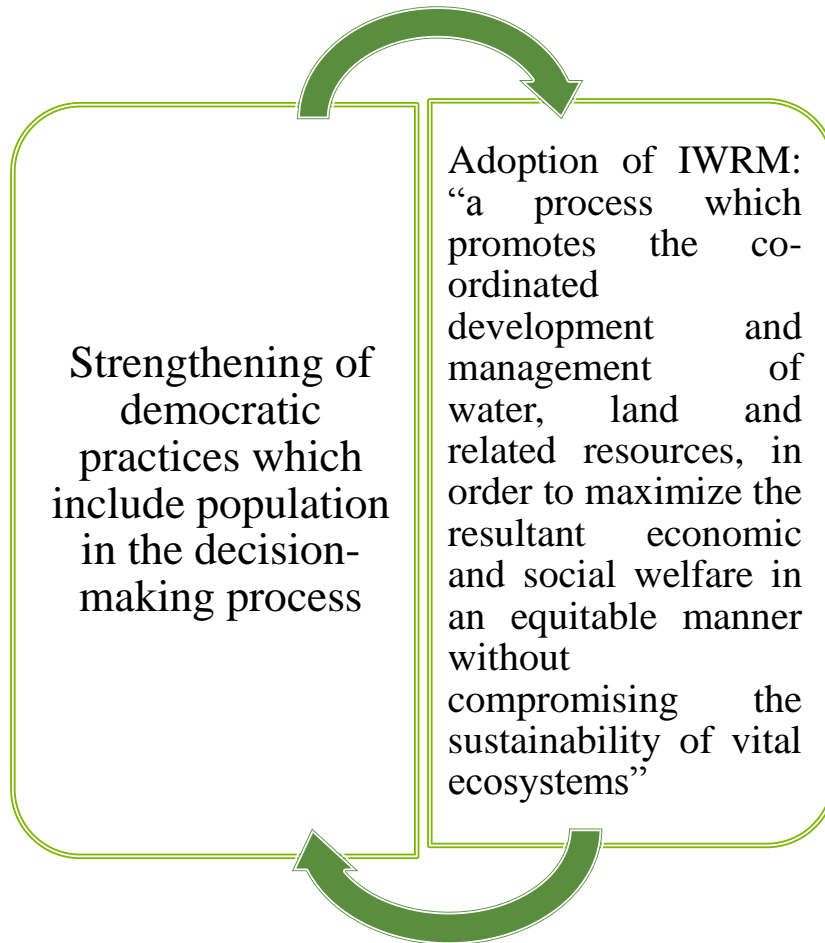 Strengthening of
democratic
practices which
include population
in the decision-
making process
Adoption of IWRM:
“a process which
promotes the co-
ordinated
development and
management of
water, land and
related resources, in
order to maximize the
resultant economic
and social welfare in
an equitable manner
without
compromising the
sustainability of vital
ecosystems”